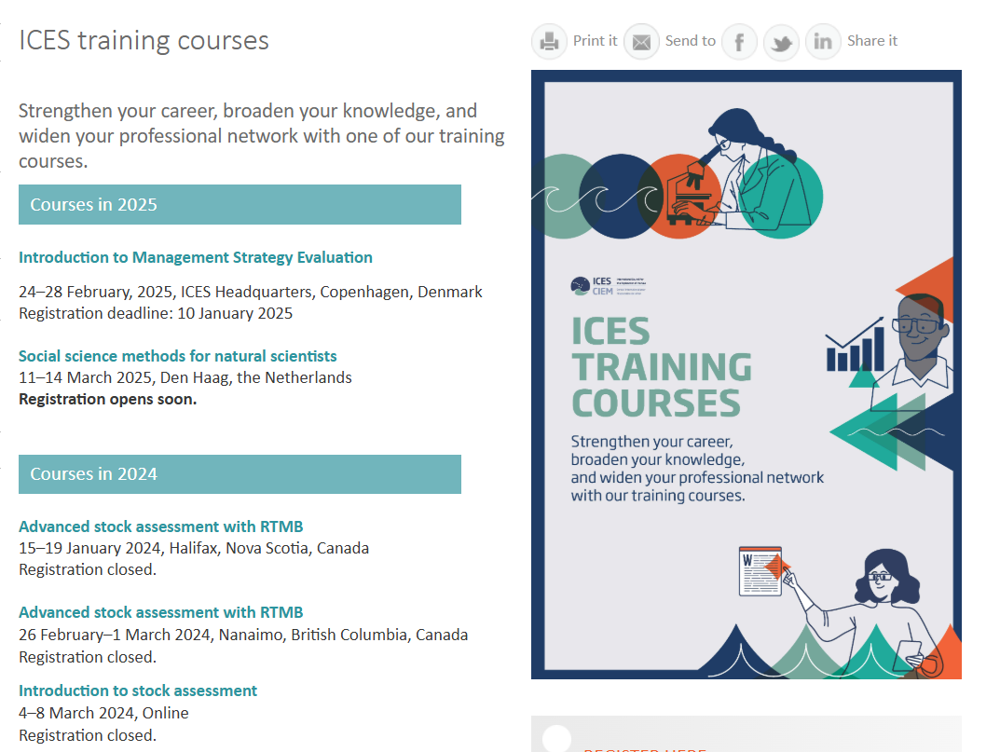 ICES training courses
Print it
Send to
f
in
Share it
Strengthen your career, broaden your knowledge, and
widen your professional network with one of our training
courses.
Courses in 2025
Introduction to Management Strategy Evaluation
24–28 February, 2025, ICES Headquarters, Copenhagen, Denmark
Registration deadline: 10 January 2025
Social science methods for natural scientists
11–14 March 2025, Den Haag, the Netherlands
Registration opens soon.
Courses in 2024
Advanced stock assessment with RTMB
15–19 January 2024, Halifax, Nova Scotia, Canada
Registration closed.
Advanced stock assessment with RTMB
26 February–1 March 2024, Nanaimo, British Columbia, Canada
Registration closed.
Introduction to stock assessment
4–8 March 2024, Online
Registration closed.
ICES
CIEM
ICES
TRAINING
COURSES
Strengthen your career,
broaden your knowledge,
and widen your professional network
with our training courses.
W
REGISTER HERE